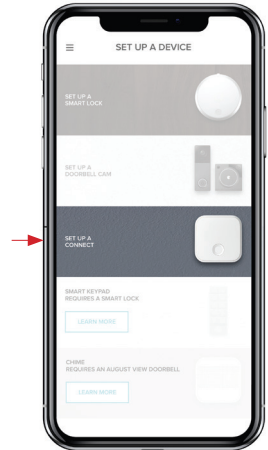 SET UP A DEVICE
SET UP A
SMART LOCK
SET UP A
DOORBELL CAM
SET UP A
CONNECT
SMART KEYPAD
REQUIRES A SMART LOCK
LEARN MORE
CHIME
REQUIRES AN AUGUST VIEW DOORBELL
LEARN MORE